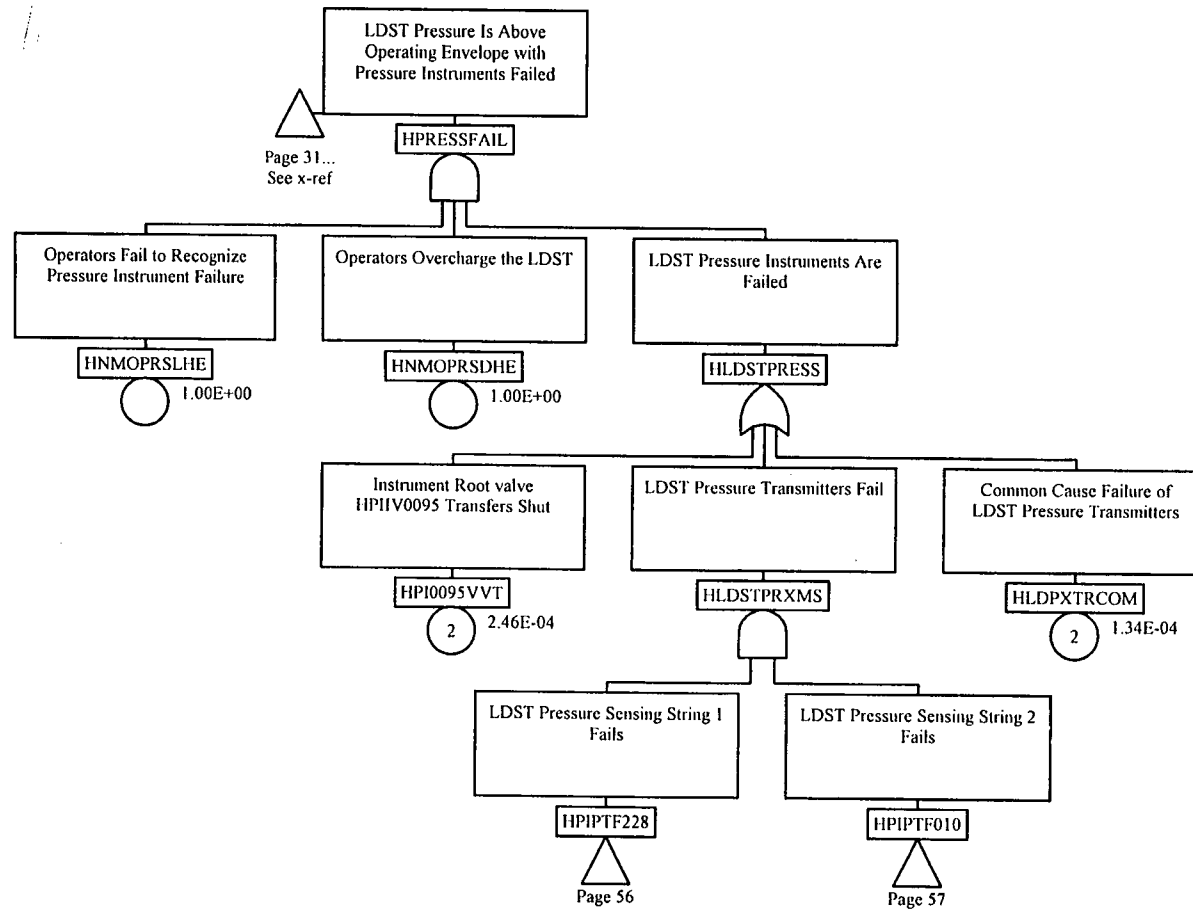 LDST Pressure Is Above
Operating Envelope with
Pressure Instruments Failed
HPRESSFAIL
Page 31...
See x-ref
Operators Fail to Recognize
Pressure Instrument Failure
HNMOPRSLHE
1.00E+00
Operators Overcharge the LDST
HNMOPRSDHE
1.00E+00
LDST Pressure Instruments Are
Failed
HLDSTPRESS
Instrument Root valve
HPIIV0095 Transfers Shut
HPI0095VVT
2
2.46E-04
LDST Pressure Transmitters Fail
HLDSTPRXMS
Common Cause Failure of
LDST Pressure Transmitters
HLDPXTRCOM
2
1.34E-04
LDST Pressure Sensing String 1
Fails
HPIPTF228
Page 56
LDST Pressure Sensing String 2
Fails
HPIPTF010
Page 57